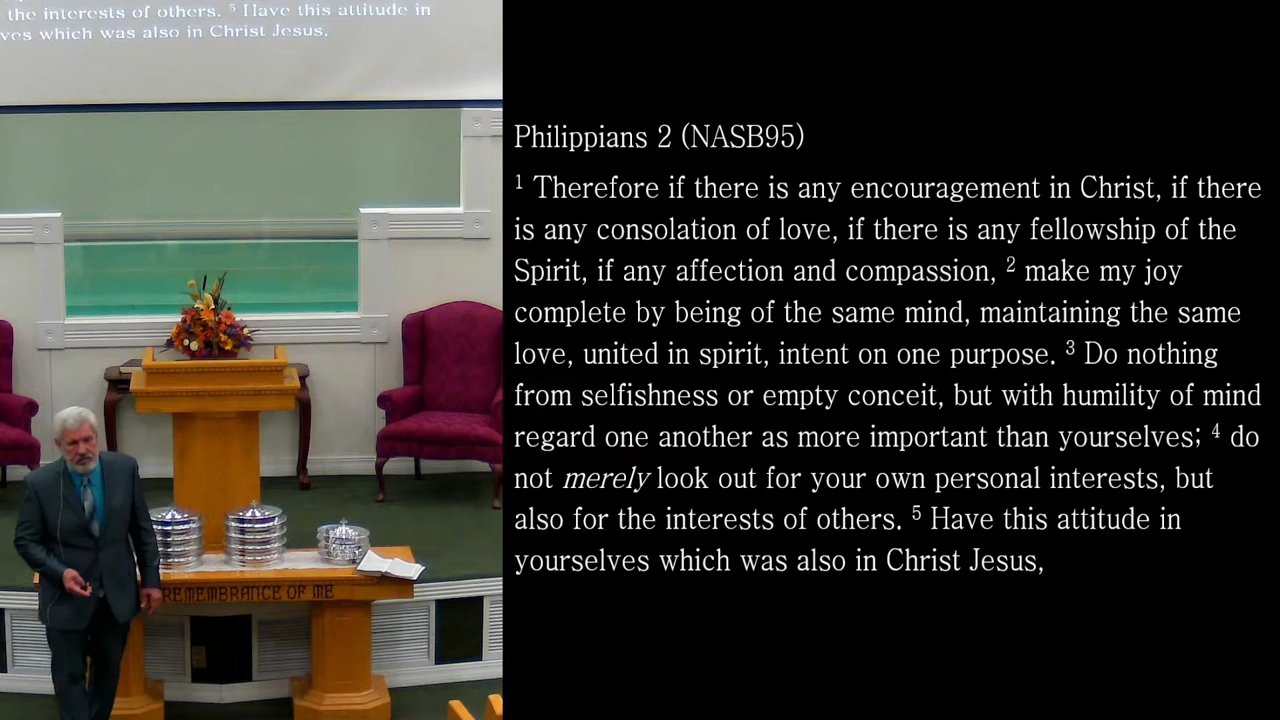 the interests of others. ⁵ Have this attitude in
ves which was also in Christ Jesus,
REMEMBRANCE OF ME
Philippians 2 (NASB95)
¹ Therefore if there is any encouragement in Christ, if there
is any consolation of love, if there is any fellowship of the
Spirit, if any affection and compassion, ² make my joy
complete by being of the same mind, maintaining the same
love, united in spirit, intent on one purpose. ³ Do nothing
from selfishness or empty conceit, but with humility of mind
regard one another as more important than yourselves; ⁴ do
not merely look out for your own personal interests, but
also for the interests of others. ⁵ Have this attitude in
yourselves which was also in Christ Jesus,